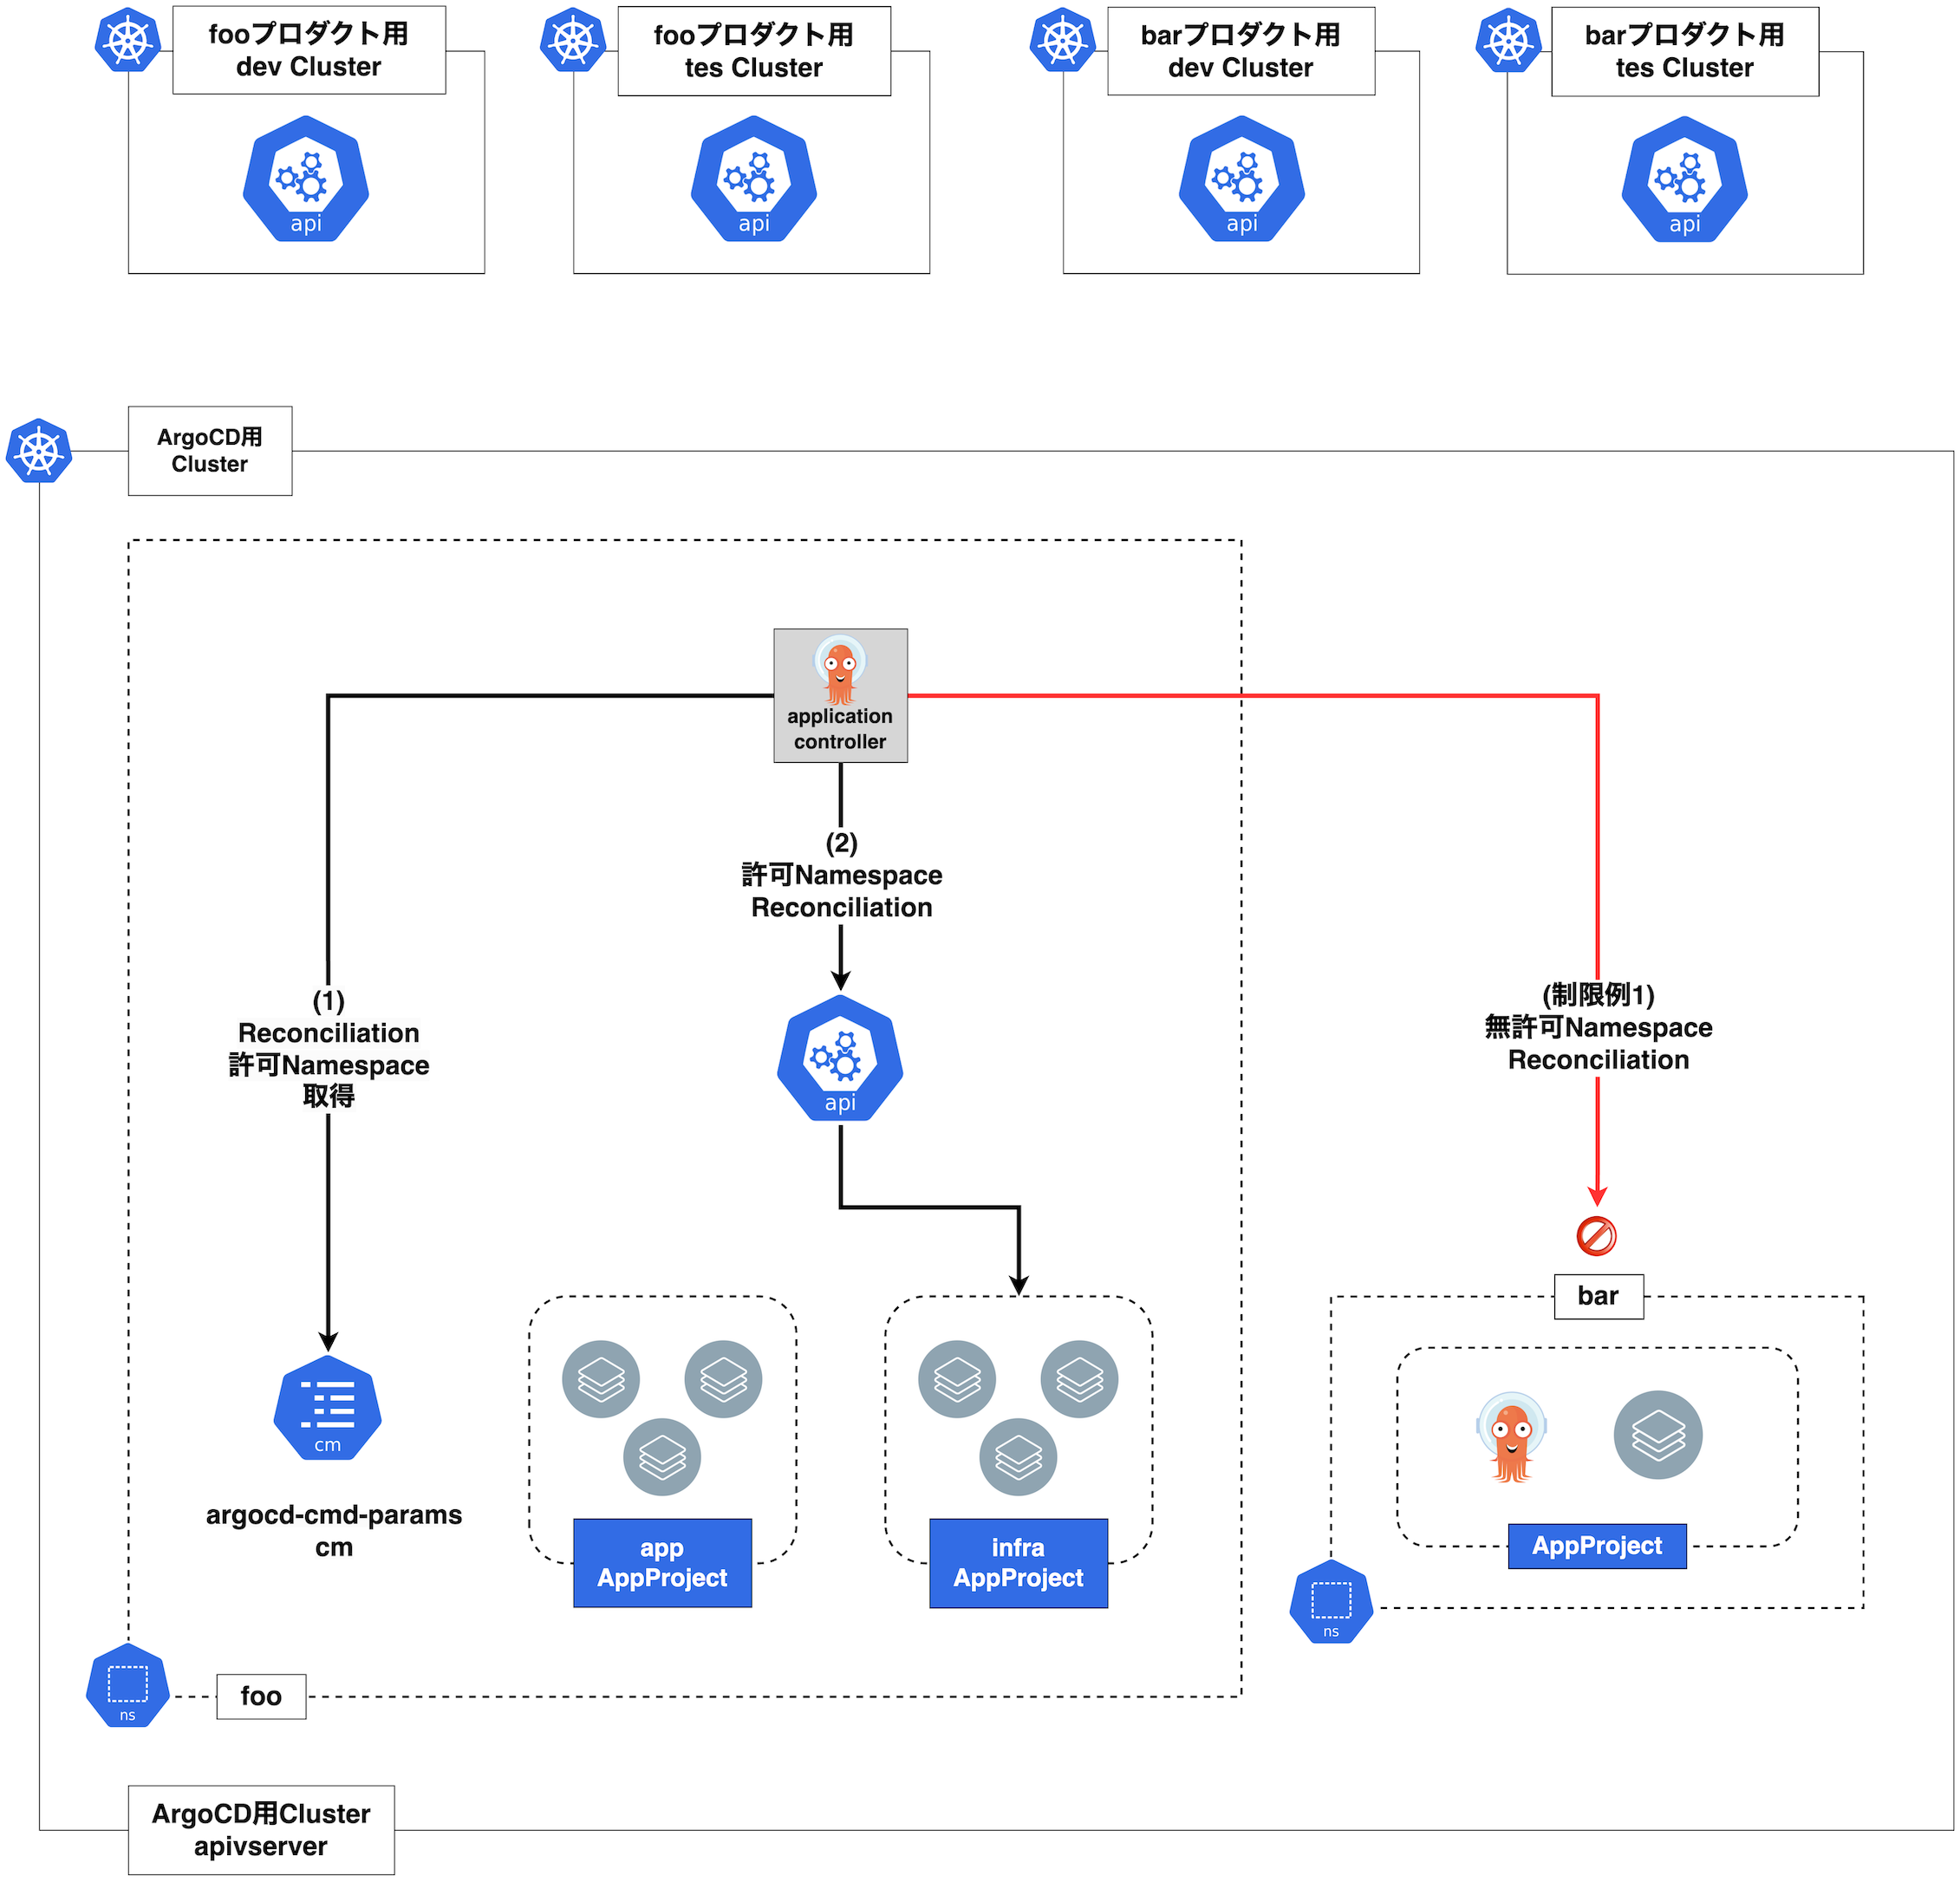 fooプロダクト用
dev Cluster
fooプロダクト用
tes Cluster
barプロダクト用
dev Cluster
barプロダクト用
tes Cluster
api
api
api
api
ArgoCD用
Cluster
application
controller
(2)
許可Namespace
Reconciliation
(1)
Reconciliation
許可Namespace
取得
(制限例1)
無許可Namespace
Reconciliation
api
bar
cm
argocd-cmd-params
cm
app
AppProject
infra
AppProject
AppProject
ns
ns
foo
ArgoCD用Cluster
apivserver